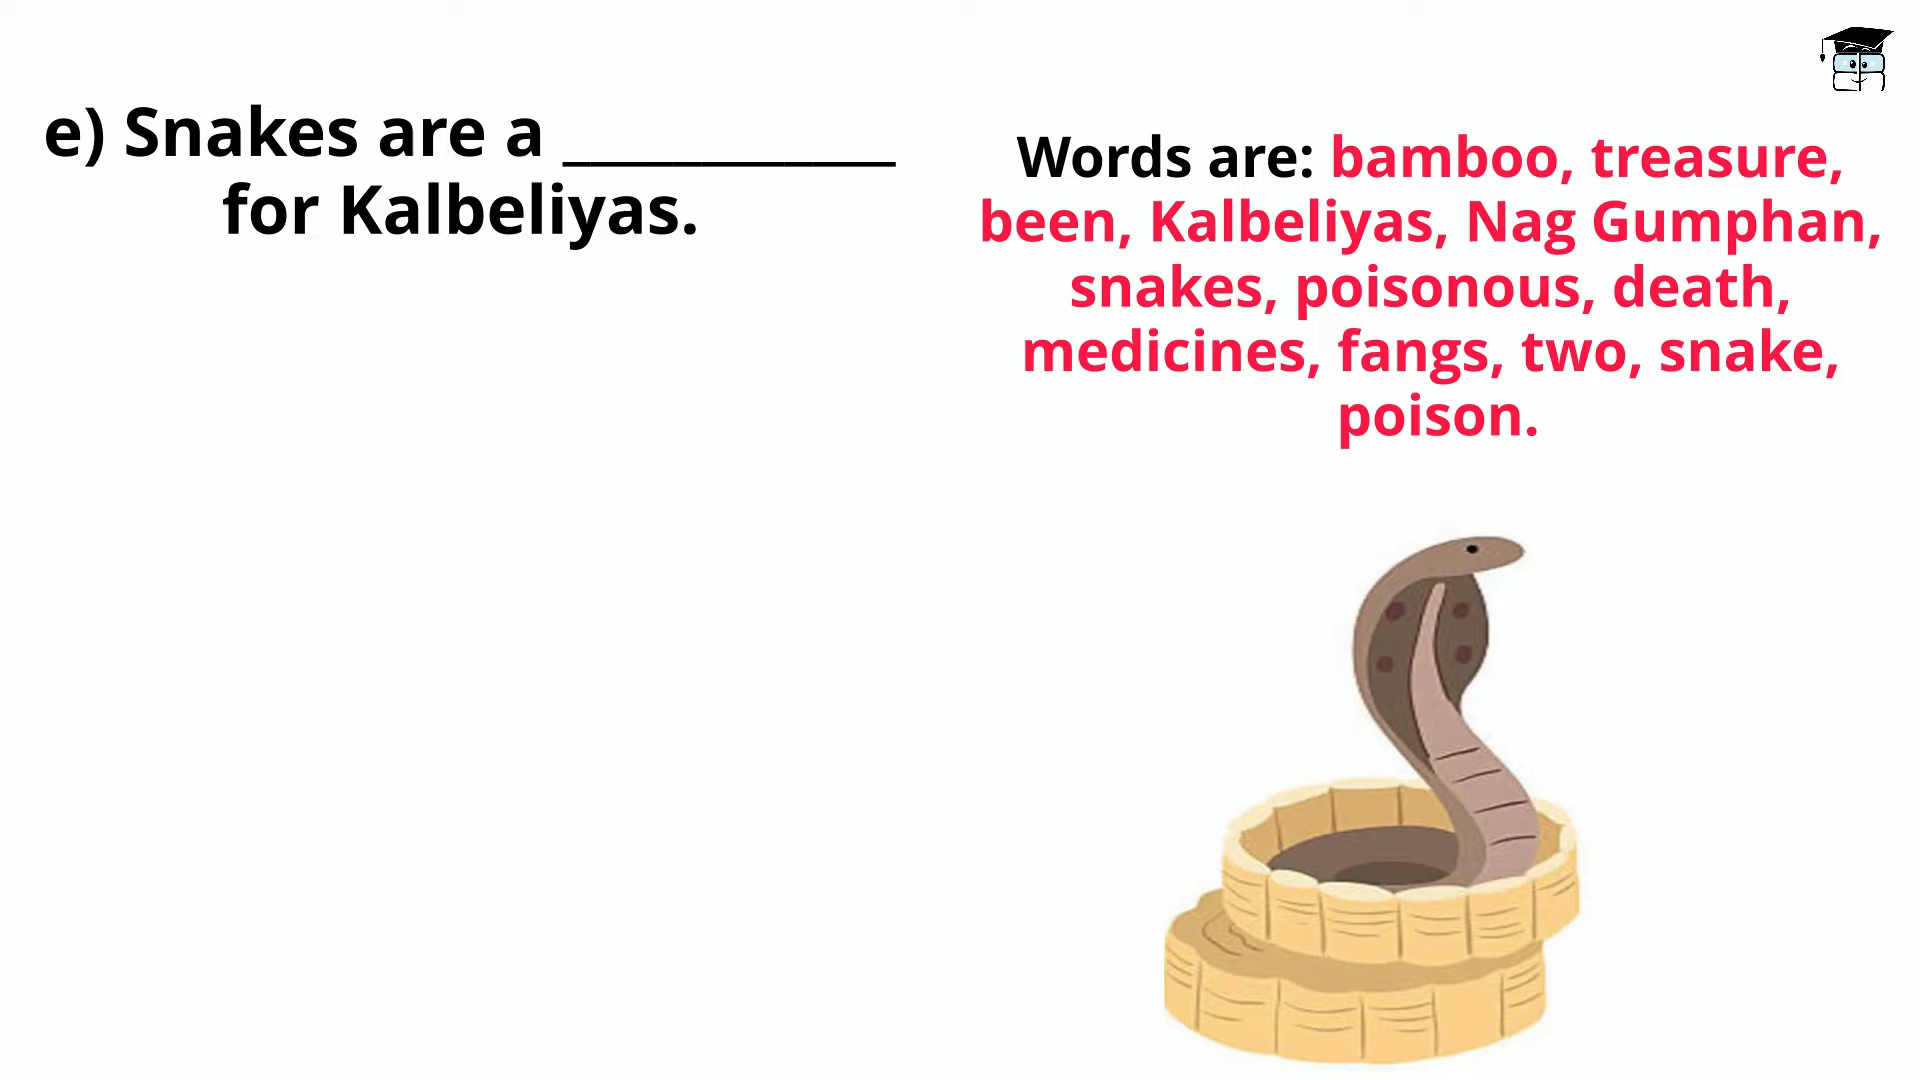 e) Snakes are a ____________
for Kalbeliyas.
Words are: bamboo, treasure,
been, Kalbeliyas, Nag Gumphan,
snakes, poisonous, death,
medicines, fangs, two, snake,
poison.